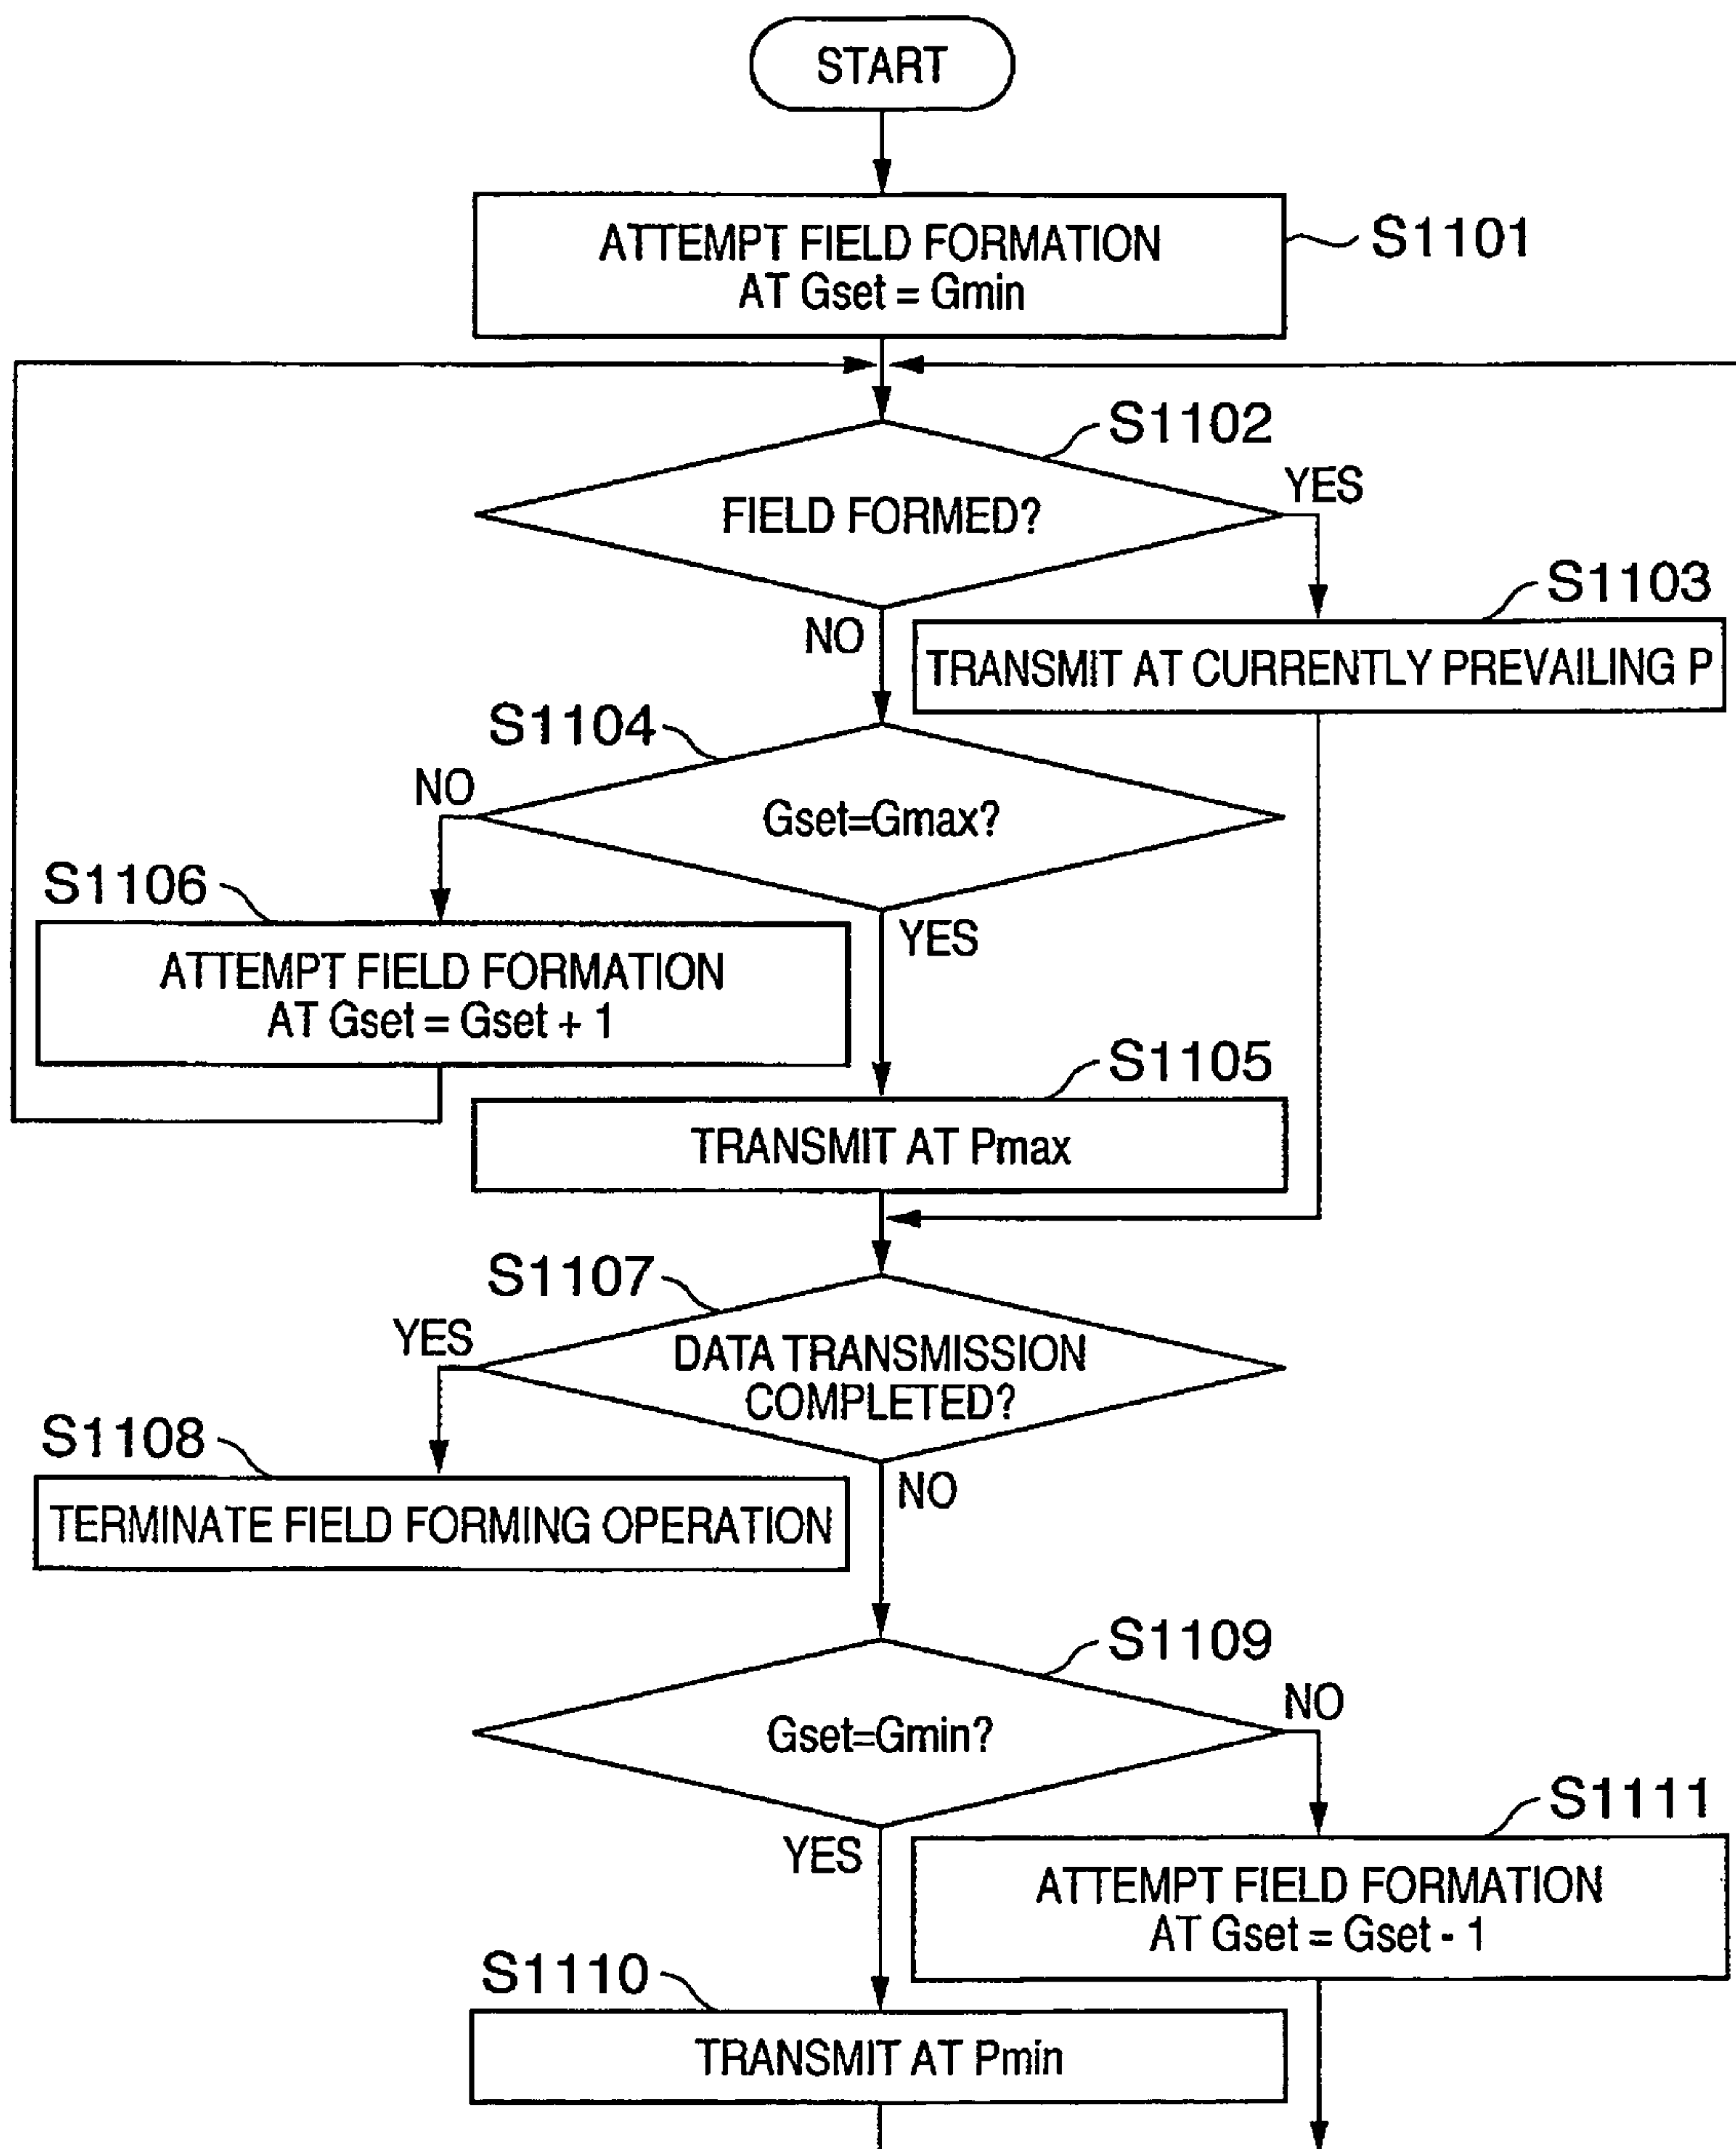 START
ATTEMPT FIELD FORMATION
AT Gset = Gmin
S1101
S1102
FIELD FORMED?
YES
NO
S1103
TRANSMIT AT CURRENTLY PREVAILING P
S1104
Gset=Gmax?
NO
YES
S1106
ATTEMPT FIELD FORMATION
AT Gset = Gset + 1
S1105
TRANSMIT AT Pmax
S1107
DATA TRANSMISSION
COMPLETED?
YES
NO
S1108
TERMINATE FIELD FORMING OPERATION
S1109
Gset=Gmin?
NO
YES
S1111
ATTEMPT FIELD FORMATION
AT Gset = Gset - 1
S1110
TRANSMIT AT Pmin